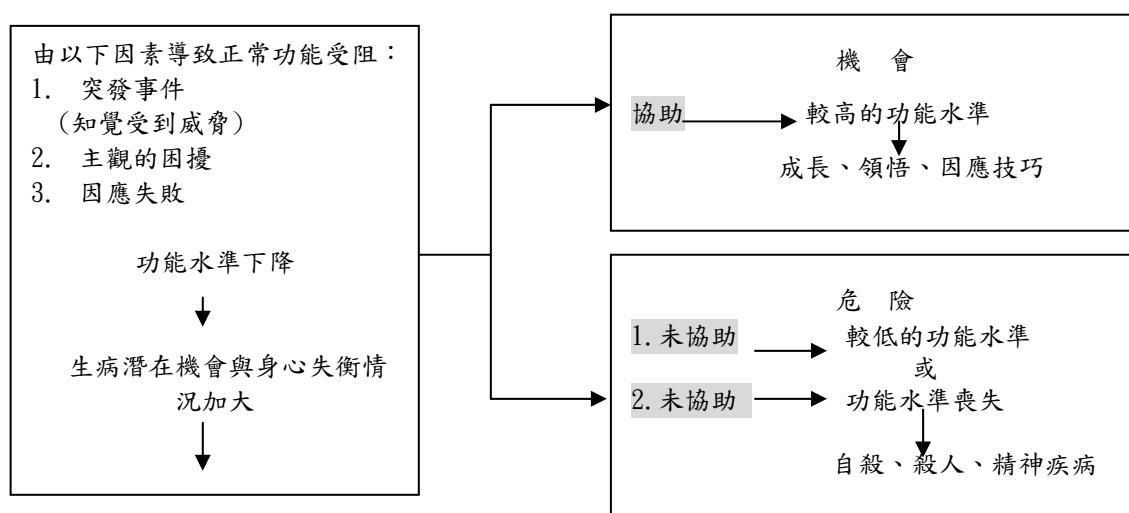 由以下因素導致正常功能受阻：
1. 突發事件
(知覺受到威脅)
2. 主觀的困擾
3. 因應失敗
功能水準下降
生病潛在機會與身心失衡情
況加大
機 會
協助 較高的功能水準
成長、領悟、因應技巧
危 險
1.未協助 較低的功能水準
或
2.未協助 功能水準喪失
自殺、殺人、精神疾病